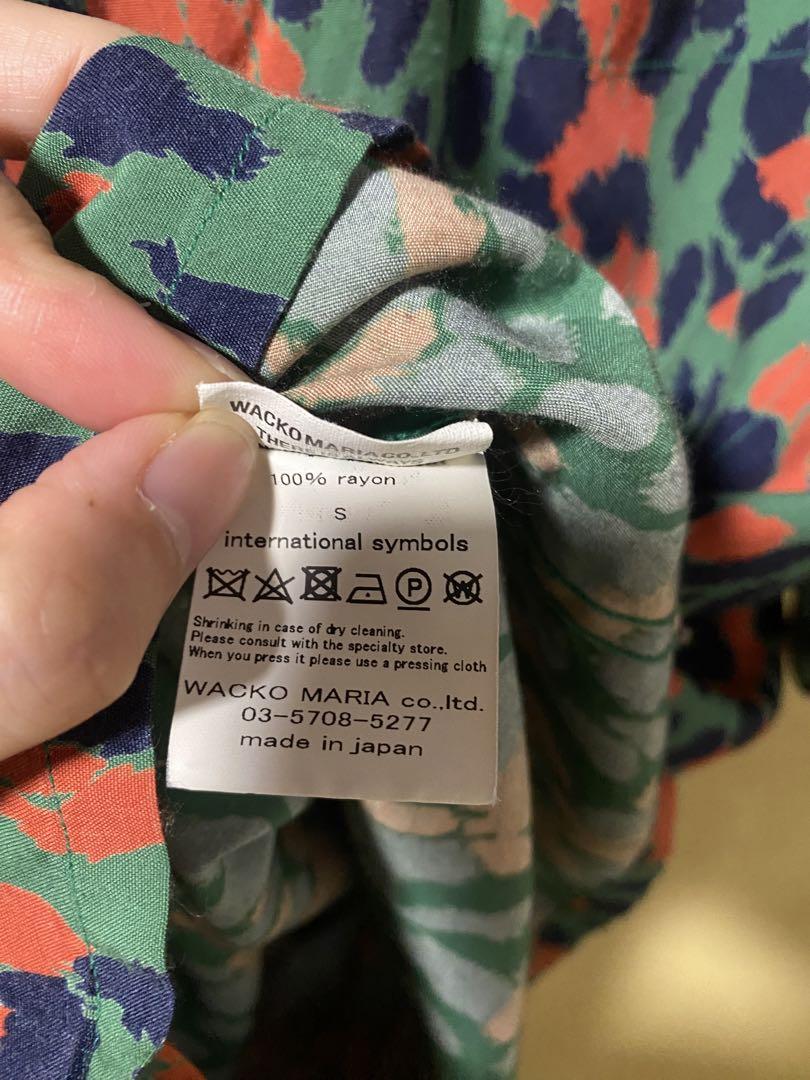 WACKO MARIA CO.,LTD
100% rayon
S
international symbols
P W
Shrinking in case of dry cleaning.
Please consult with the specialty store.
When you press it please use a pressing cloth
WACKO MARIA co.,ltd.
03-5708-5277
made in japan